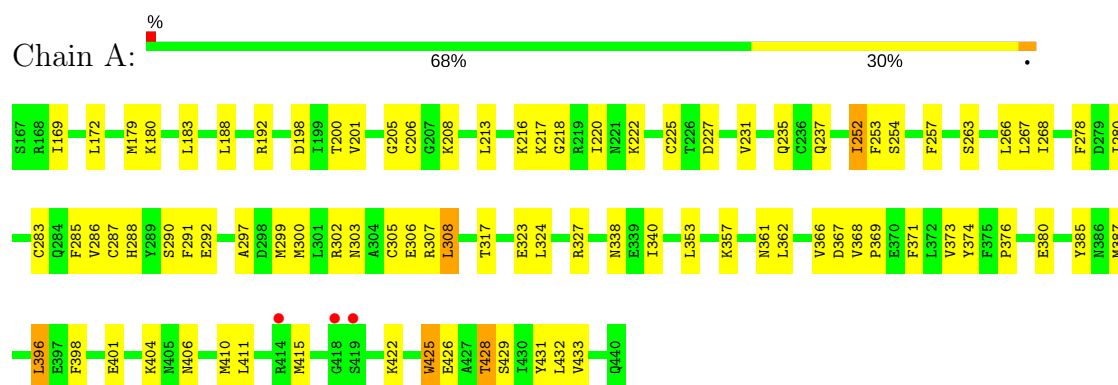 %
Chain A:
68% 30% •
S167 R168 I169 L172 M179 K180 L183 L188 R192 D198 I199 T200 V201 G205 C206 G207 K208 L213 K216 K217 G218 R219 I220 N221 K222 C225 T226 D227 V231 Q235 C236 Q237 I252 F253 S254 F257 S263 L266 L267 I268 F278 D279
C283 Q284 F285 V286 C287 H288 Y289 S290 F291 E292 A297 D298 M299 M300 L301 R302 N303 A304 C305 E306 R307 L308 T317 E323 L324 R327 N338 E339 I340 L353 K357 N361 L362 V366 D367 V368 P369 E370 F371 L372 V373 Y374 F375 P376 E380 Y385 N386
L396 E397 F398 E401 K404 N405 N406 M410 L411 R414 M415 G418 S419 K422 W425 E426 A427 T428 S429 I430 Y431 L432 V433 Q440